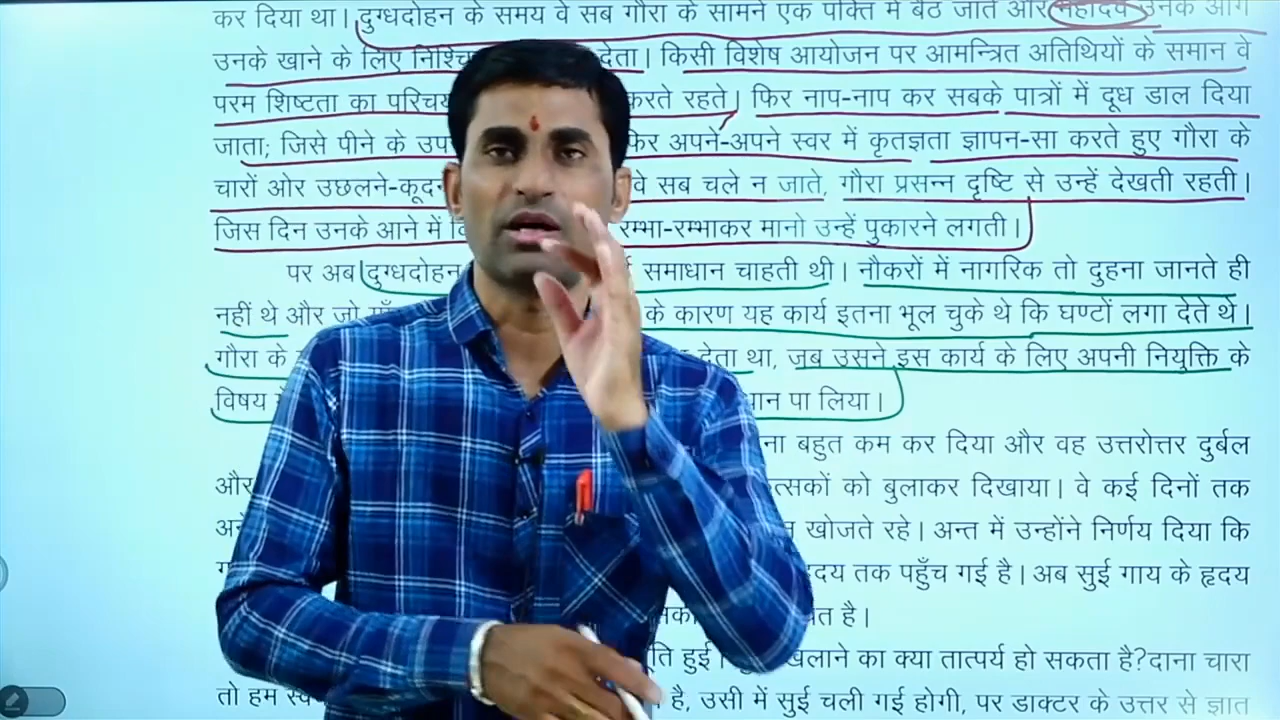 कर दिया था। दुग्धदोहन के समय वे सब गौरा के सामने एक पंक्ति में बैठ जाते और उनके आगे
उनके खाने के लिए देता। किसी विशेष आयोजन पर आमन्त्रित अतिथियों के समान वे
परम शिष्टता का करते रहते। फिर नाप-नाप कर सबके पात्रों में दूध डाल दिया
जाता; जिसे पीने के फिर अपने-अपने स्वर में कृतज्ञता ज्ञापन-सा करते हुए गौरा के
चारों ओर वे सब चले न जाते, गौरा प्रसन्न दृष्टि से उन्हें देखती रहती।
जिस दिन उनके आने में रम्भा-रम्भाकर मानो उन्हें पुकारने लगती।
पर अब दुग्धदोहन समाधान चाहती थी। नौकरों में नागरिक तो दुहना जानते ही
नहीं थे और जो के कारण यह कार्य इतना भूल चुके थे कि घण्टों लगा देते थे।
गौरा के देता था, जब उसने इस कार्य के लिए अपनी नियुक्ति के
विषय पा लिया।
बहुत कम कर दिया और वह उत्तरोत्तर दुर्बल
और को बुलाकर दिखाया। वे कई दिनों तक
खोजते रहे। अन्त में उन्होंने निर्णय दिया कि
तक पहुँच गई है। अब सुई गाय के हृदय
है।
हुई। का क्या तात्पर्य हो सकता है?दाना चारा
तो हम है, उसी में सुई चली गई होगी, पर डाक्टर के उत्तर से ज्ञात